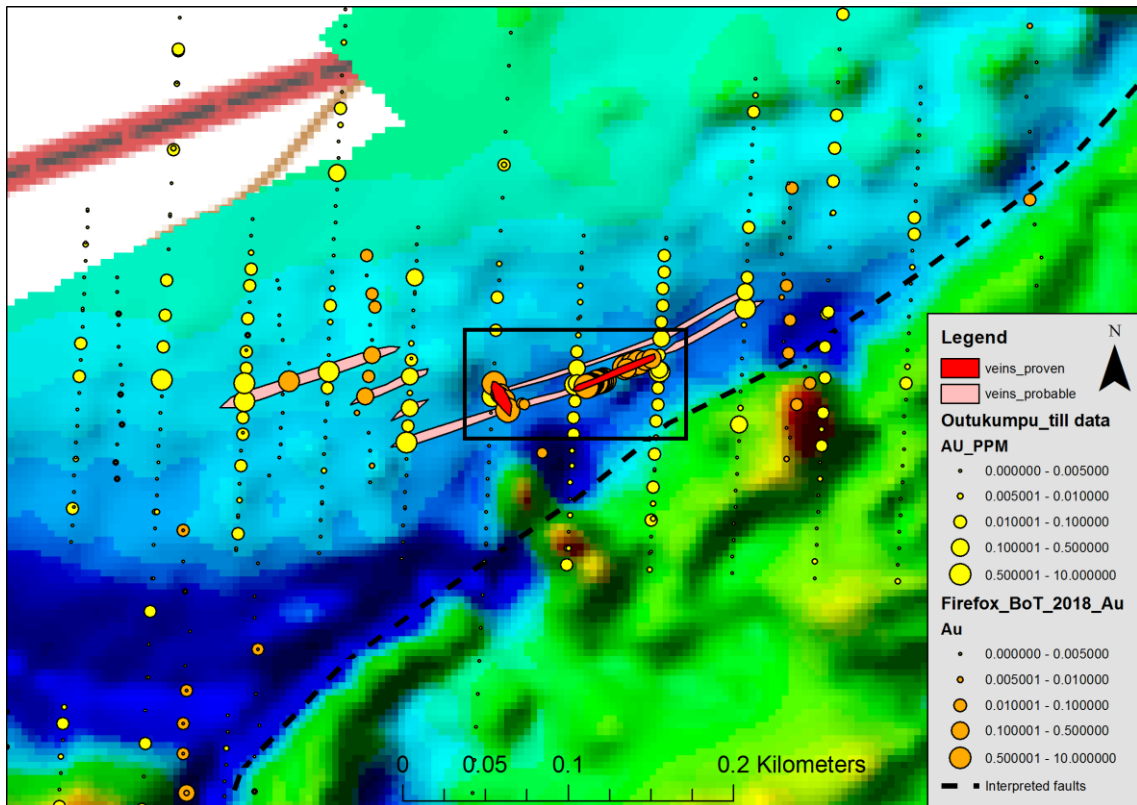 N
Legend
veins_proven
veins_probable
Outukumpu_till data
AU_PPM
0.000000 - 0.005000
0.005001 - 0.010000
0.010001 - 0.100000
0.100001 - 0.500000
0.500001 - 10.000000
Firefox_BoT_2018_Au
Au
0.000000 - 0.005000
0.005001 - 0.010000
0.010001 - 0.100000
0.100001 - 0.500000
0.500001 - 10.000000
Interpreted faults
0 0.05 0.1 0.2 Kilometers